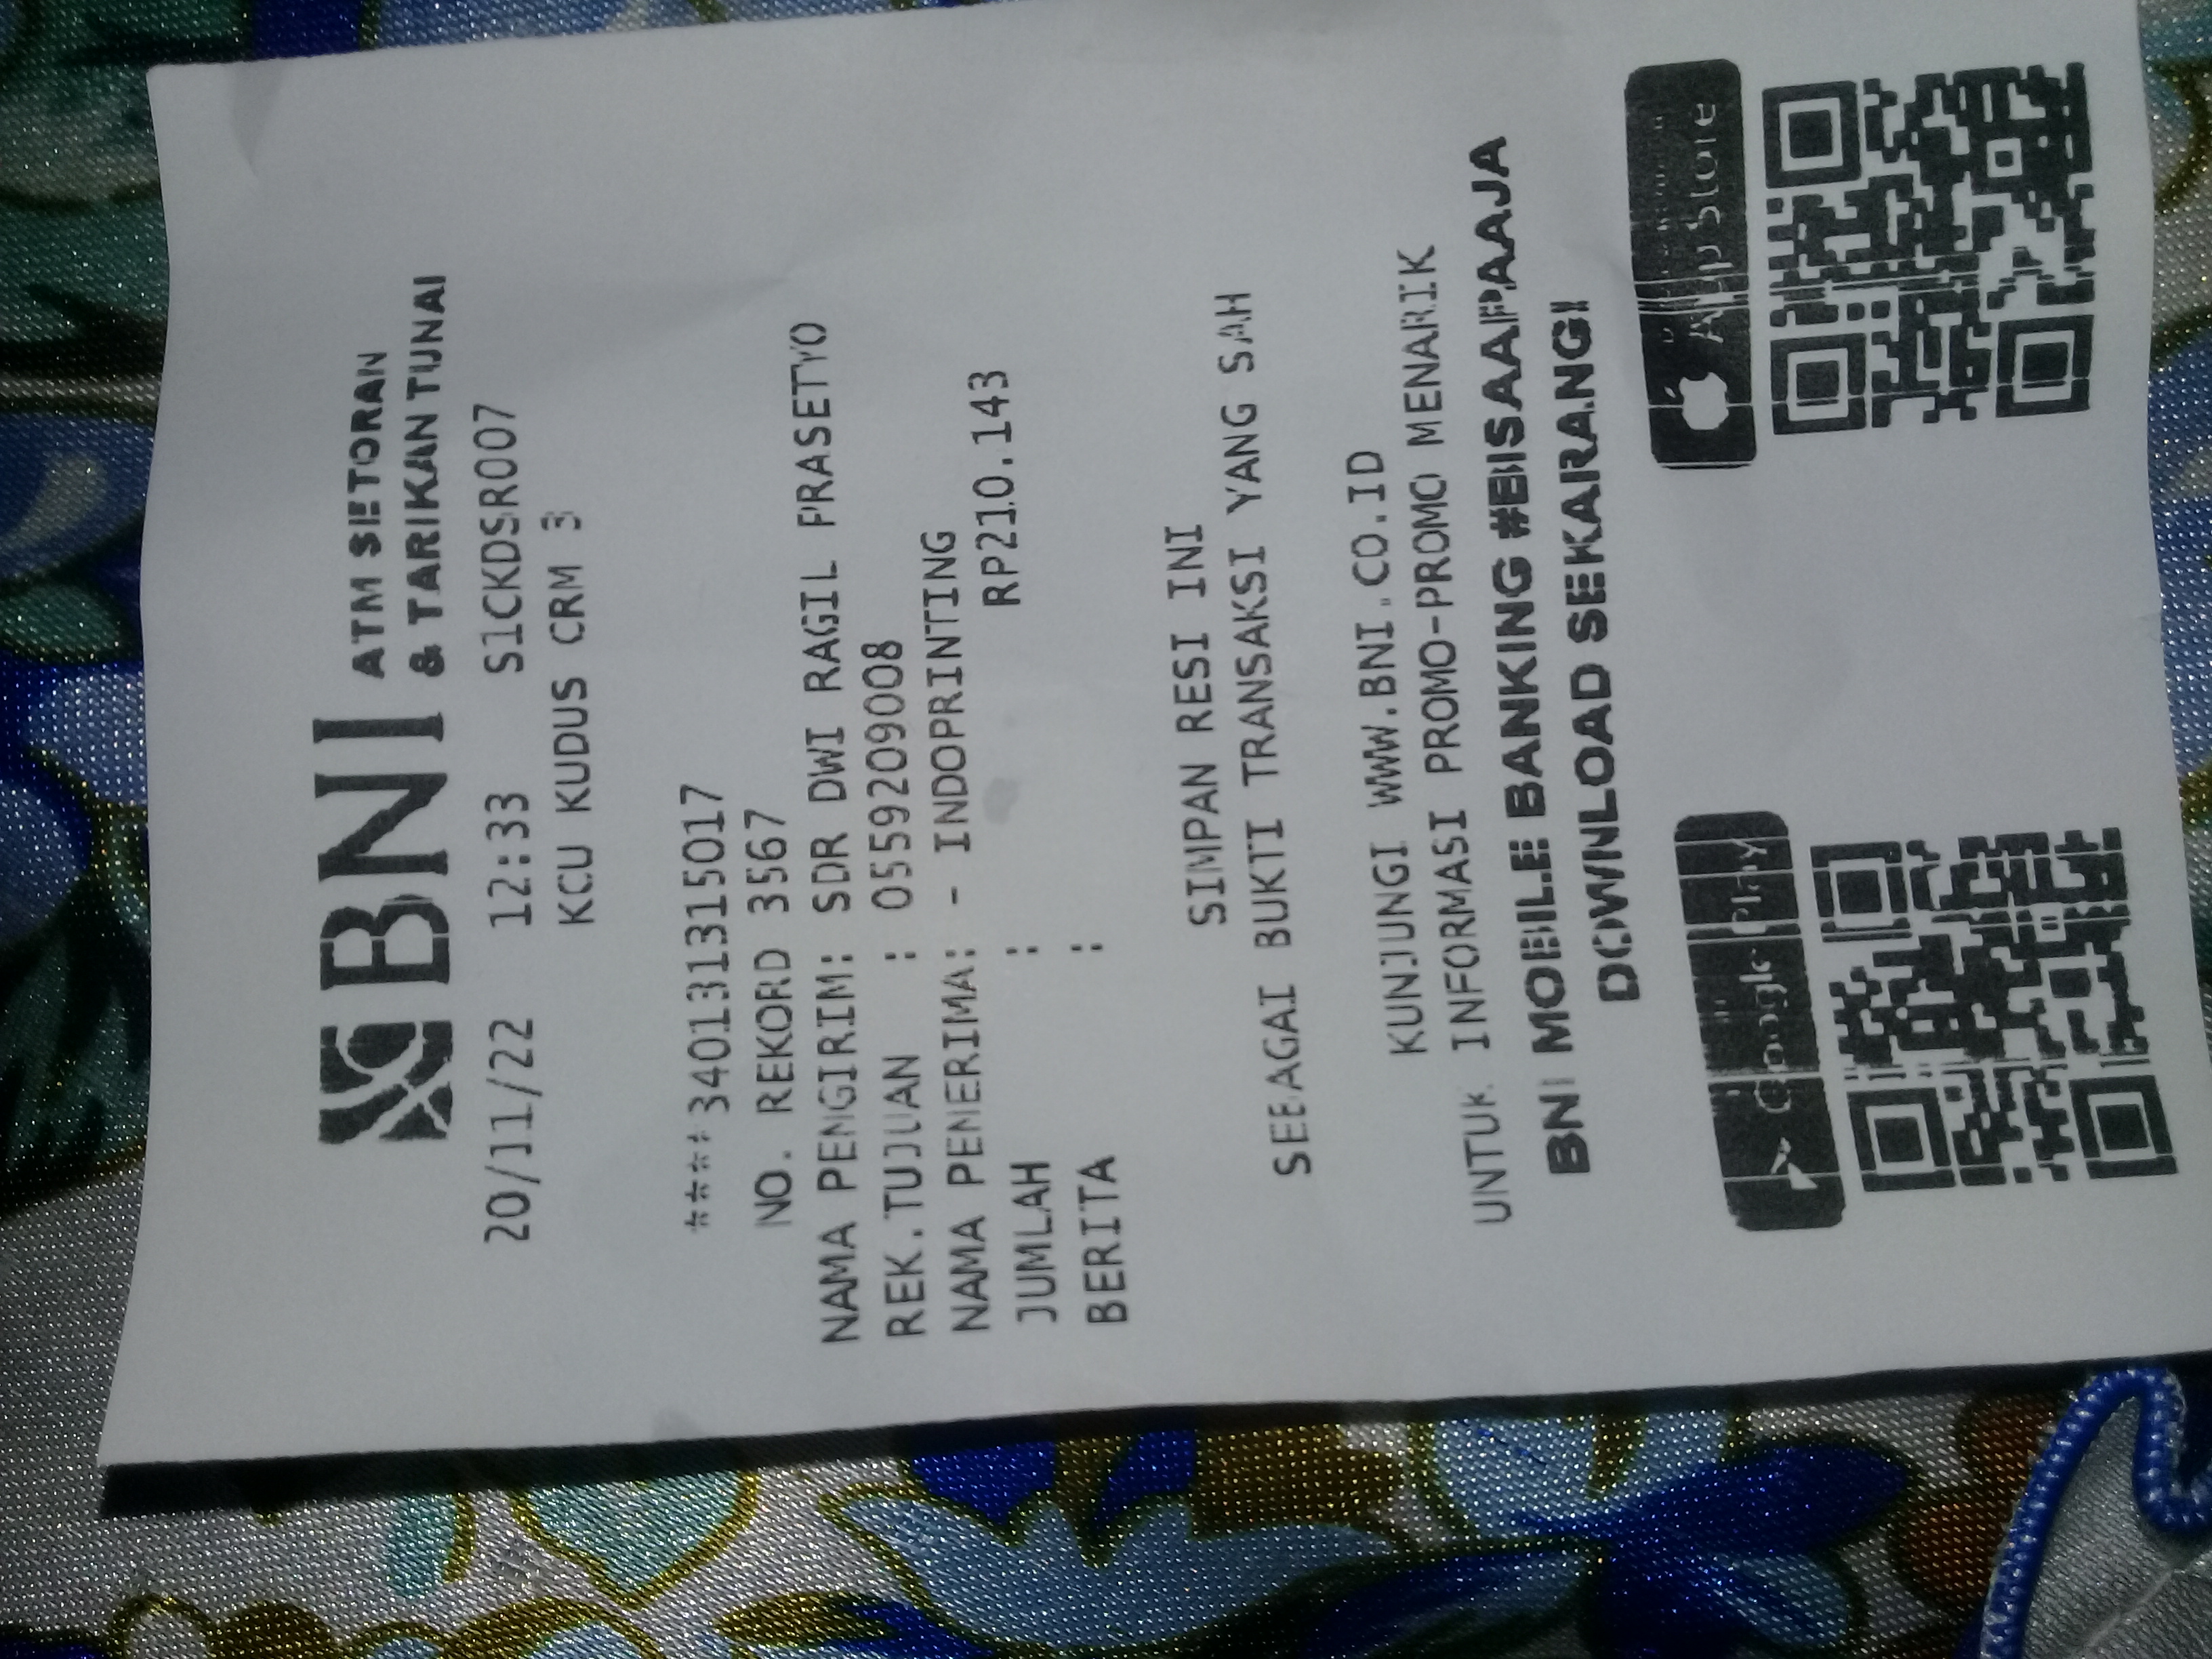 BNI ATM SETORAN
& TARIKAN TUNAI
20/11/22 12:33 S1CKDSR007
KCU KUDUS CRM 3
****340131315017
NO. REKORD 3567
NAMA PENGIRIM: SDR DWI RAGIL PRASETYO
REK.TUJUAN : 0559209008
NAMA PENERIMA: - INDOPRINTING
JUMLAH : RP210.143
BERITA :
SIMPAN RESI INI
SEBAGAI BUKTI TRANSAKSI YANG SAH
KUNJUNGI WWW.BNI.CO.ID
UNTUK INFORMASI PROMO-PROMO MENARIK
BNI MOBILE BANKING #BISAAPAAJA
DOWNLOAD SEKARANG!
Google Play
App Store